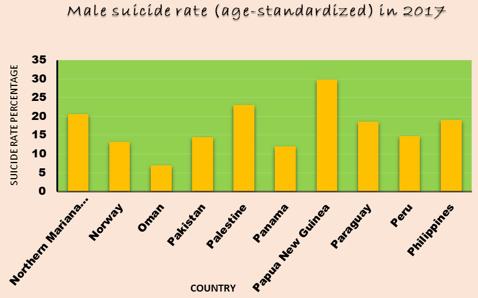 Male suicide rate (age-standardized) in 2017
SUICIDE RATE PERCENTAGE
35
30
25
20
15
10
5
0
Northern Mariana...
Norway
Oman
Pakistan
Palestine
Panama
Papua New Guinea
Paraguay
Peru
Philippines
COUNTRY